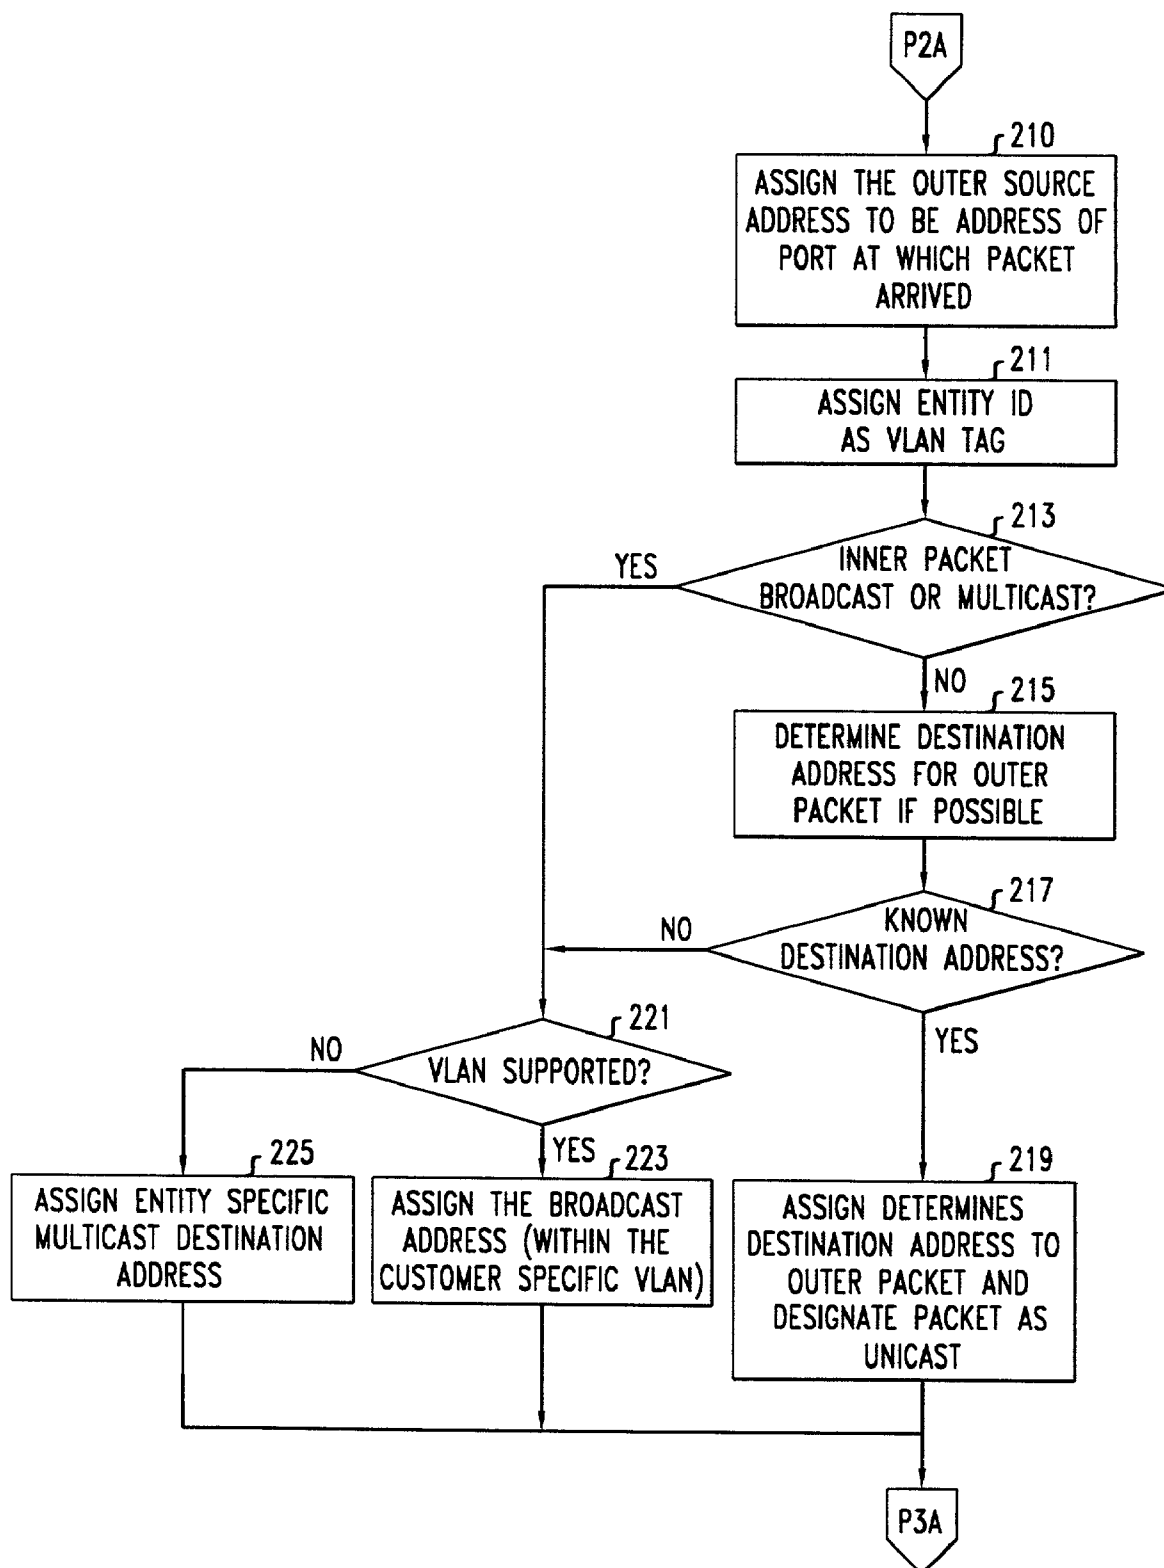 P2A
210
ASSIGN THE OUTER SOURCE
ADDRESS TO BE ADDRESS OF
PORT AT WHICH PACKET
ARRIVED
211
ASSIGN ENTITY ID
AS VLAN TAG
213
INNER PACKET
BROADCAST OR MULTICAST?
YES
NO
215
DETERMINE DESTINATION
ADDRESS FOR OUTER
PACKET IF POSSIBLE
217
KNOWN
DESTINATION ADDRESS?
NO
YES
221
VLAN SUPPORTED?
NO
YES
225
ASSIGN ENTITY SPECIFIC
MULTICAST DESTINATION
ADDRESS
223
ASSIGN THE BROADCAST
ADDRESS (WITHIN THE
CUSTOMER SPECIFIC VLAN)
219
ASSIGN DETERMINES
DESTINATION ADDRESS TO
OUTER PACKET AND
DESIGNATE PACKET AS
UNICAST
P3A